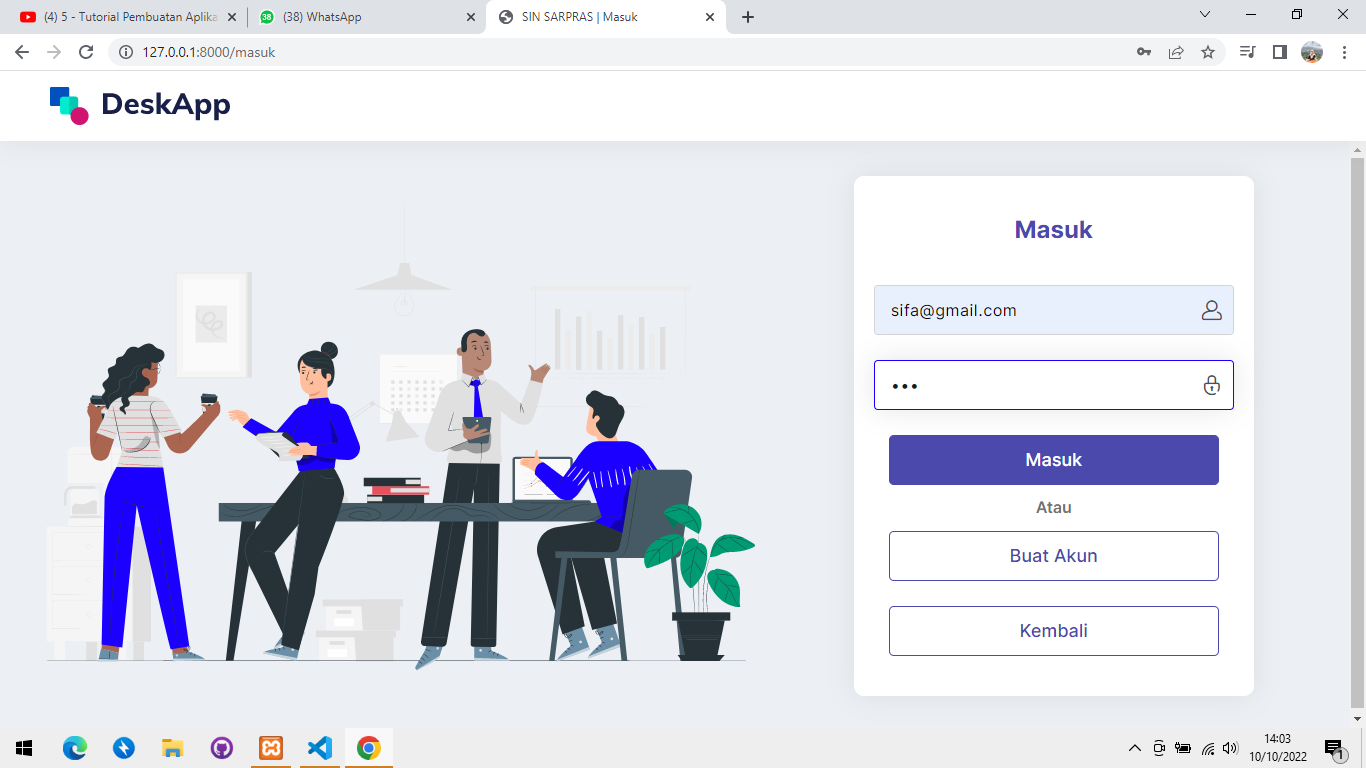 (4) 5 - Tutorial Pembuatan Aplika
(38) WhatsApp
SIN SARPRAS | Masuk
127.0.0.1:8000/masuk
DeskApp
Masuk
sifa@gmail.com
•••
Masuk
Atau
Buat Akun
Kembali
14:03
10/10/2022
1